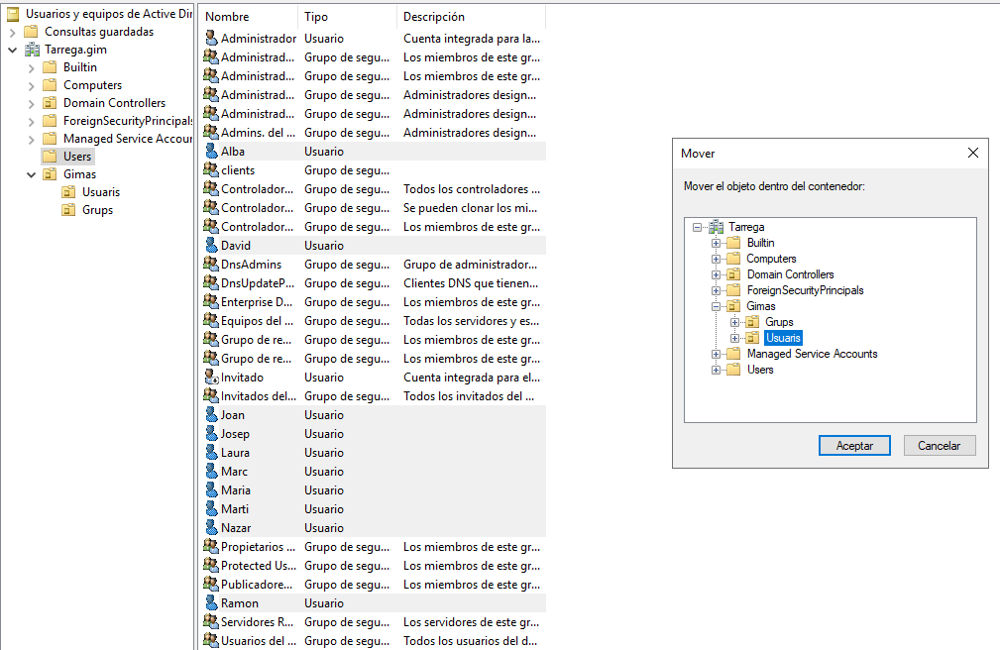 Usuarios y equipos de Active Dir
Consultas guardadas
Tarrega.gim
Builtin
Computers
Domain Controllers
ForeignSecurityPrincipals
Managed Service Accour
Users
Gimas
Usuaris
Grups
Nombre Tipo Descripción
Administrador Usuario Cuenta integrada para la...
Administrad... Grupo de segu... Los miembros de este gr...
Administrad... Grupo de segu... Los miembros de este gr...
Administrad... Grupo de segu... Administradores design...
Administrad... Grupo de segu... Administradores design...
Admins. del ... Grupo de segu... Administradores design...
Alba Usuario
clients Grupo de segu...
Controlador... Grupo de segu... Todos los controladores ...
Controlador... Grupo de segu... Se pueden clonar los mi...
Controlador... Grupo de segu... Los miembros de este gr...
David Usuario
DnsAdmins Grupo de segu... Grupo de administrador...
DnsUpdateP... Grupo de segu... Clientes DNS que tienen...
Enterprise D... Grupo de segu... Los miembros de este gr...
Equipos del ... Grupo de segu... Todas los servidores y es...
Grupo de re... Grupo de segu... Los miembros de este gr...
Grupo de re... Grupo de segu... Los miembros de este gr...
Invitado Usuario Cuenta integrada para el...
Invitados del... Grupo de segu... Todos los invitados del ...
Joan Usuario
Josep Usuario
Laura Usuario
Marc Usuario
Maria Usuario
Marti Usuario
Nazar Usuario
Propietarios ... Grupo de segu... Los miembros de este gr...
Protected Us... Grupo de segu... Los miembros de este gr...
Publicadore... Grupo de segu... Los miembros de este gr...
Ramon Usuario
Servidores R... Grupo de segu... Los servidores de este gr...
Usuarios del ... Grupo de segu... Todos los usuarios del d...
Mover
Mover el objeto dentro del contenedor:
Tarrega
Builtin
Computers
Domain Controllers
ForeignSecurityPrincipals
Gimas
Grups
Usuaris
Managed Service Accounts
Users
Aceptar Cancelar